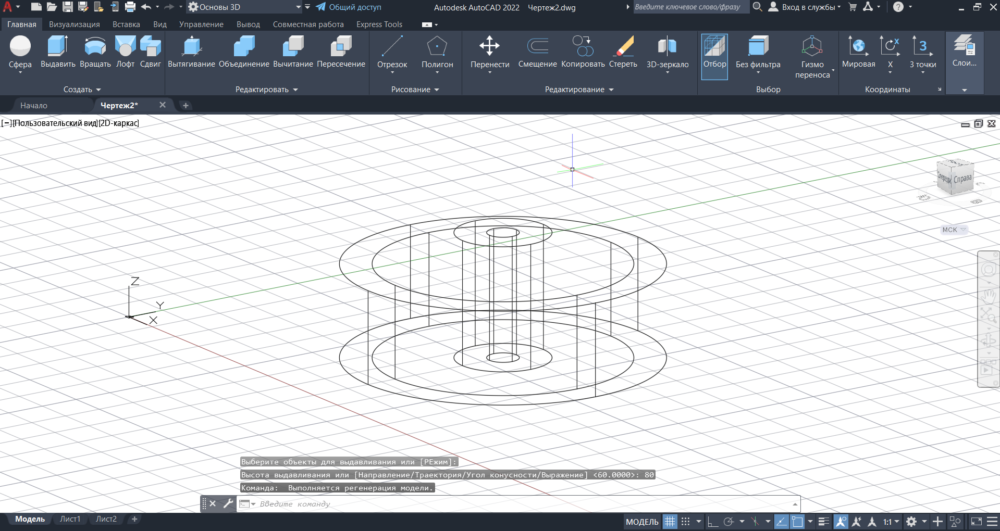 Основы 3D
Общий доступ
Autodesk AutoCAD 2022 Чертеж2.dwg
Введите ключевое слово/фразу
Вход в службы
Главная Визуализация Вставка Вид Управление Вывод Совместная работа Express Tools
Сфера Выдавить Вращать Лофт Сдвиг Вытягивание Объединение Вычитание Пересечение Отрезок Полигон Перенести Смещение Копировать Стереть 3D-зеркало Отбор Без фильтра Гизмо переноса Мировая X 3 точки Слои...
Создать Редактировать Рисование Редактирование Выбор Координаты
Начало Чертеж2*
[−][Пользовательский вид][2D-каркас]
Спереди Справа
МСК
Z
Y
X
Выберите объекты для выдавливания или [РЕжим]:
Высота выдавливания или [Направление/Траектория/Угол конусности/Выражение] <60.0000>: 80
Команда: Выполняется регенерация модели.
Введите команду
Модель Лист1 Лист2
МОДЕЛЬ 1:1